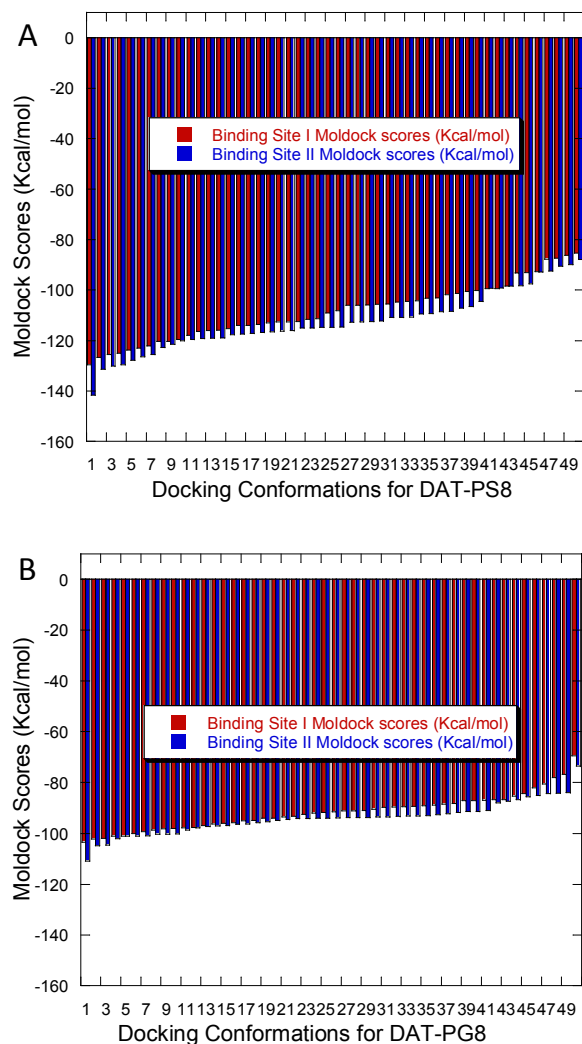 A
0
-20
-40
-60
-80
-100
-120
-140
-160
Moldock Scores (Kcal/mol)
Binding Site I Moldock scores (Kcal/mol)
Binding Site II Moldock scores (Kcal/mol)
1 3 5 7 9 11 13 15 17 19 21 23 25 27 29 31 33 35 37 39 41 43 45 47 49
Docking Conformations for DAT-PS8
B
0
-20
-40
-60
-80
-100
-120
-140
-160
Moldock Scores (Kcal/mol)
Binding Site I Moldock scores (Kcal/mol)
Binding Site II Moldock scores (Kcal/mol)
1 3 5 7 9 11 13 15 17 19 21 23 25 27 29 31 33 35 37 39 41 43 45 47 49
Docking Conformations for DAT-PG8